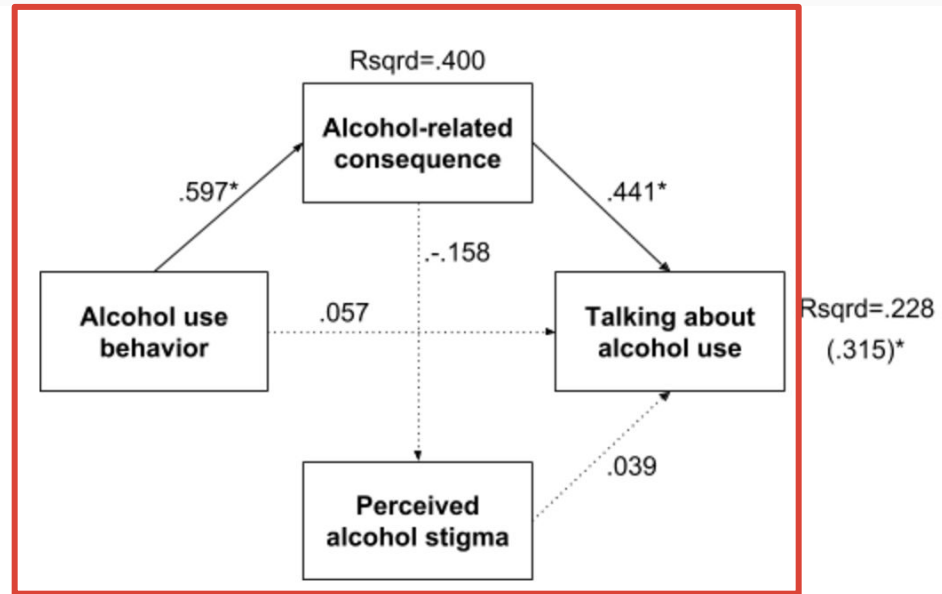 Rsqrd=.400
Alcohol-related
consequence
.597*
.441*
.-.158
Alcohol use
behavior
.057
Talking about
alcohol use
Rsqrd=.228
(.315)*
.039
Perceived
alcohol stigma